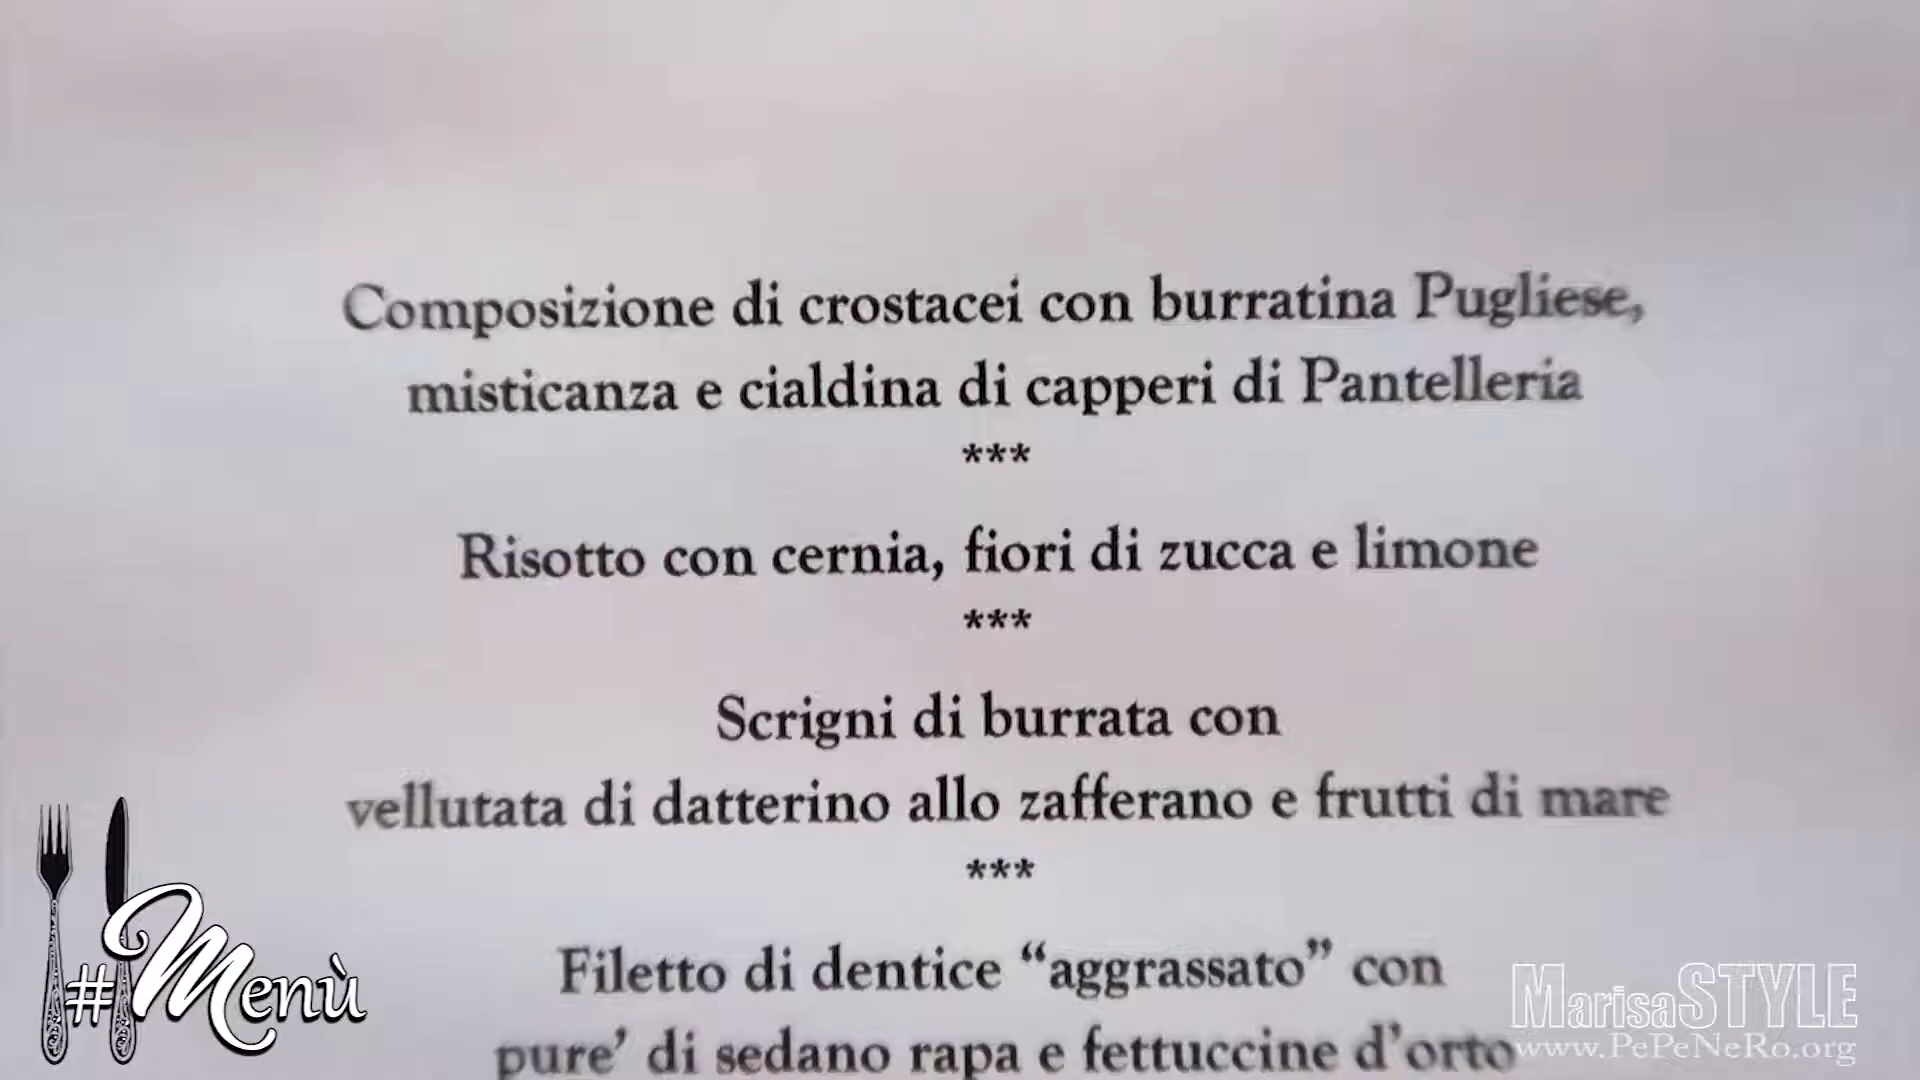 Composizione di crostacei con burratina Pugliese,
misticanza e cialdina di capperi di Pantelleria
***
Risotto con cernia, fiori di zucca e limone
***
Scrigni di burrata con
vellutata di datterino allo zafferano e frutti di mare
***
Filetto di dentice “aggrassato” con
pure’ di sedano rapa e fettuccine d’orto
#Menù
MarisaSTYLE
www.PePeNeRo.org